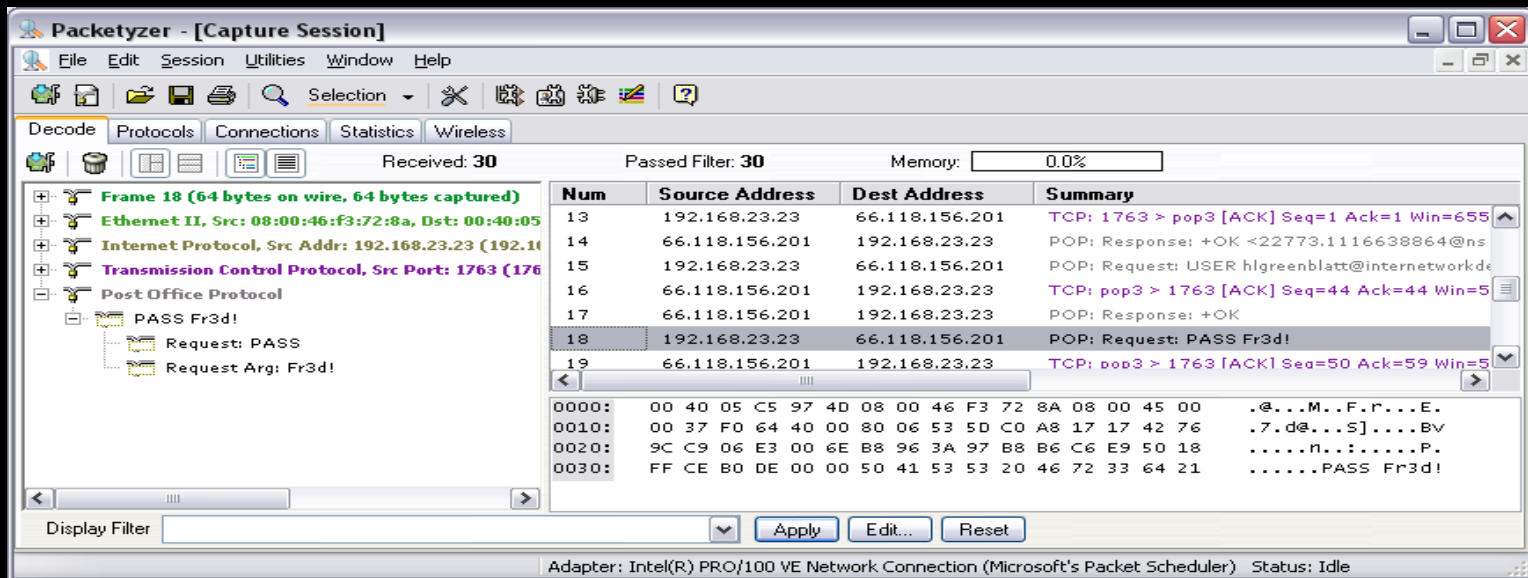 Packetyzer - [Capture Session]
File Edit Session Utilities Window Help
Selection
Decode Protocols Connections Statistics Wireless
Received: 30 Passed Filter: 30 Memory: 0.0%
Frame 18 (64 bytes on wire, 64 bytes captured)
Ethernet II, Src: 08:00:46:f3:72:8a, Dst: 00:40:05
Internet Protocol, Src Addr: 192.168.23.23 (192.16
Transmission Control Protocol, Src Port: 1763 (176
Post Office Protocol
PASS Fr3d!
Request: PASS
Request Arg: Fr3d!
Num Source Address Dest Address Summary
13 192.168.23.23 66.118.156.201 TCP: 1763 > pop3 [ACK] Seq=1 Ack=1 Win=655
14 66.118.156.201 192.168.23.23 POP: Response: +OK <22773.1116638864@ns
15 192.168.23.23 66.118.156.201 POP: Request: USER hlgreenblatt@internetworkde
16 66.118.156.201 192.168.23.23 TCP: pop3 > 1763 [ACK] Seq=44 Ack=44 Win=5
17 66.118.156.201 192.168.23.23 POP: Response: +OK
18 192.168.23.23 66.118.156.201 POP: Request: PASS Fr3d!
19 66.118.156.201 192.168.23.23 TCP: pop3 > 1763 [ACK] Seq=50 Ack=59 Win=5
0000: 00 40 05 C5 97 4D 08 00 46 F3 72 8A 08 00 45 00 .@...M..F.r...E.
0010: 00 37 F0 64 40 00 80 06 53 5D C0 A8 17 17 42 76 .7.d@...S]....Bv
0020: 9C C9 06 E3 00 6E B8 96 3A 97 B8 B6 C6 E9 50 18 .....n..:.....P.
0030: FF CE B0 DE 00 00 50 41 53 53 20 46 72 33 64 21 ......PASS Fr3d!
Display Filter Apply Edit... Reset
Adapter: Intel(R) PRO/100 VE Network Connection (Microsoft's Packet Scheduler) Status: Idle